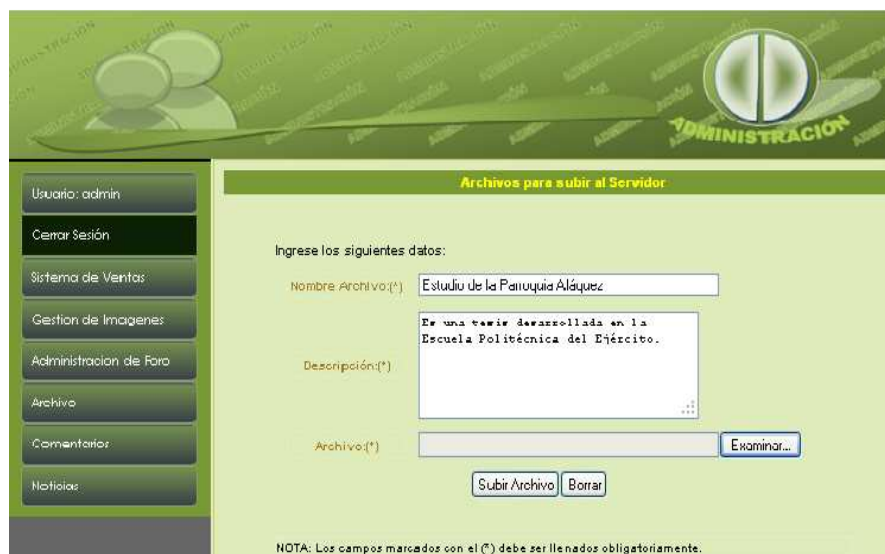 ADMINISTRACIÓN
Usuario: admin
Cerrar Sesión
Sistema de Ventas
Gestion de Imagenes
Administracion de Foro
Archivo
Comentarios
Noticias
Archivos para subir al Servidor
Ingrese los siguientes datos:
Nombre Archivo:(*)
Estudio de la Parroquia Aláquez
Descripción:(*)
Es una tesis desarrollada en la
Escuela Politécnica del Ejército.
Archivo:(*)
Examinar...
Subir Archivo
Borrar
NOTA: Los campos marcados con el (*) debe ser llenados obligatoriamente.